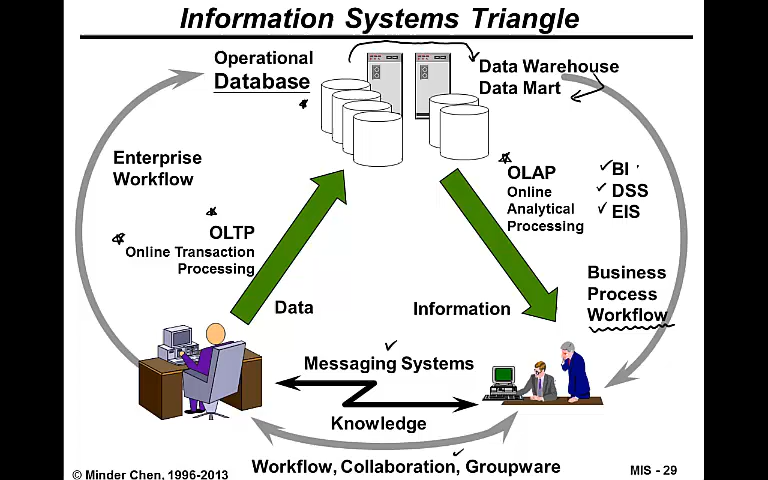 Information Systems Triangle
Operational
Database
Data Warehouse
Data Mart
Enterprise
Workflow
OLAP
Online
Analytical
Processing
BI
DSS
EIS
OLTP
Online Transaction
Processing
Business
Process
Workflow
Data
Information
Messaging Systems
Knowledge
Workflow, Collaboration, Groupware
© Minder Chen, 1996-2013
MIS - 29